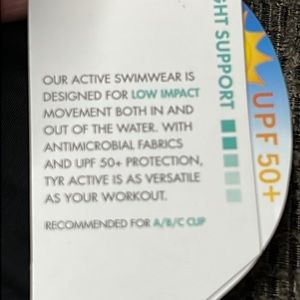 OUR ACTIVE SWIMWEAR IS
DESIGNED FOR LOW IMPACT
MOVEMENT BOTH IN AND
OUT OF THE WATER. WITH
ANTIMICROBIAL FABRICS
AND UPF 50+ PROTECTION,
TYR ACTIVE IS AS VERSATILE
AS YOUR WORKOUT.
RECOMMENDED FOR A/B/C CUP
GHT SUPPORT
UPF 50+